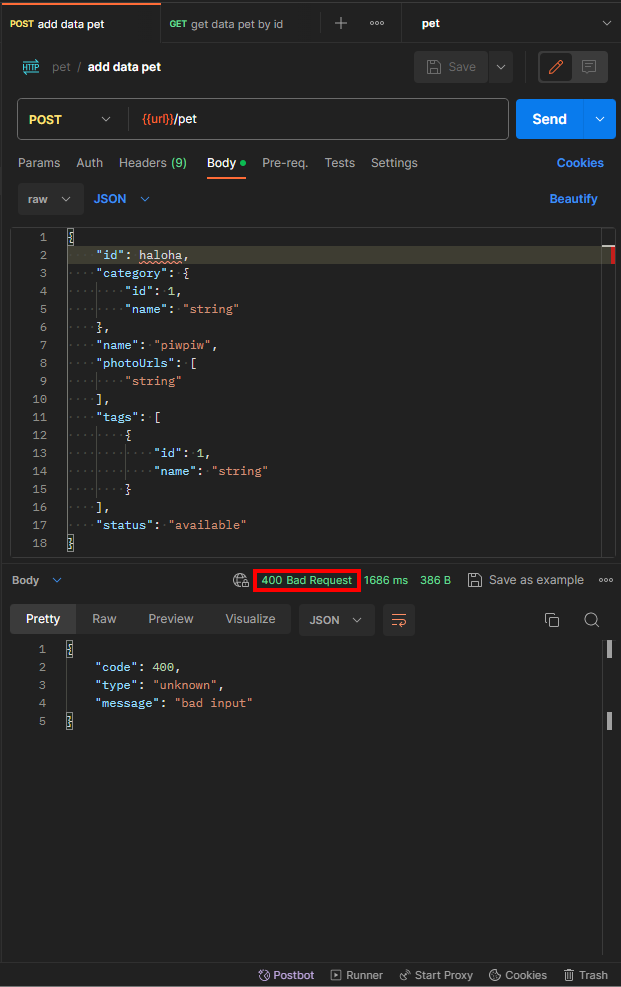 POST add data pet GET get data pet by id pet
HTTP pet / add data pet Save
POST {{url}}/pet Send
Params Auth Headers (9) Body Pre-req. Tests Settings Cookies
raw JSON Beautify
1 {
2 "id": haloha,
3 "category": {
4 "id": 1,
5 "name": "string"
6 },
7 "name": "piwpiw",
8 "photoUrls": [
9 "string"
10 ],
11 "tags": [
12 {
13 "id": 1,
14 "name": "string"
15 }
16 ],
17 "status": "available"
18 }
Body 400 Bad Request 1686 ms 386 B Save as example
Pretty Raw Preview Visualize JSON
1 {
2 "code": 400,
3 "type": "unknown",
4 "message": "bad input"
5 }
Postbot Runner Start Proxy Cookies Trash